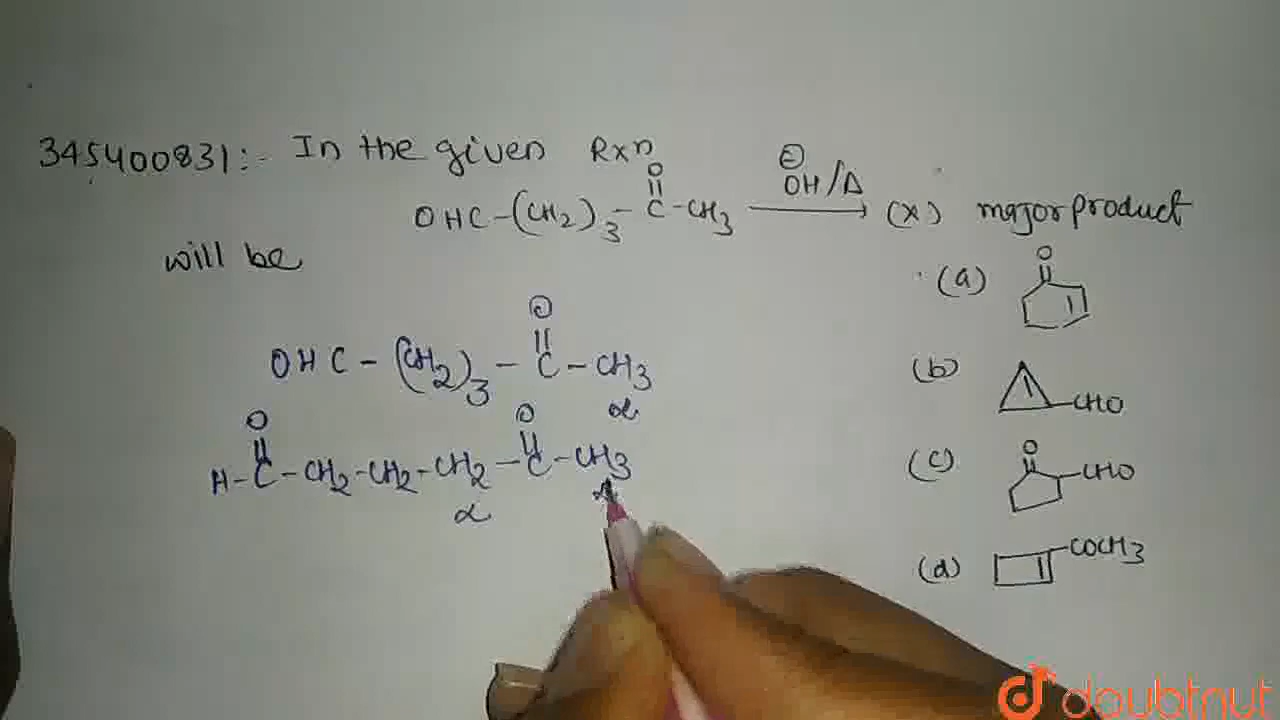 345400831:- In the given Rxn
O
OHC-(CH2)3-C-CH3 ⊖OH/Δ (X) major product
will be
(a) O
(b) CHO
(c) O CHO
(d) COCH3
O
OHC-(CH2)3-C-CH3
α
O O
H-C-CH2-CH2-CH2-C-CH3
α α
doubtnut